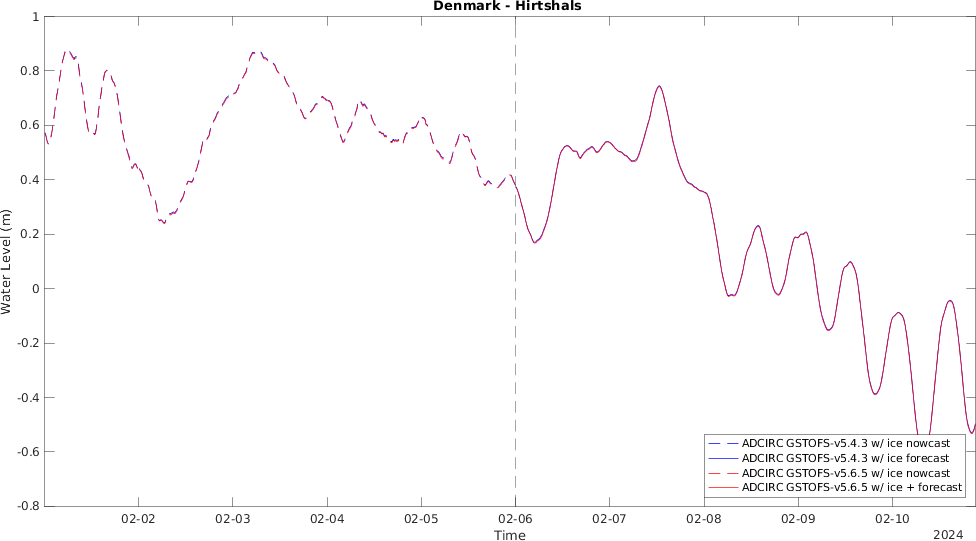 Denmark - Hirtshals
1
0.8
0.6
0.4
0.2
0
-0.2
-0.4
-0.6
-0.8
Water Level (m)
ADCIRC GSTOFS-v5.4.3 w/ ice nowcast
ADCIRC GSTOFS-v5.4.3 w/ ice forecast
ADCIRC GSTOFS-v5.6.5 w/ ice nowcast
ADCIRC GSTOFS-v5.6.5 w/ ice + forecast
02-02 02-03 02-04 02-05 02-06 02-07 02-08 02-09 02-10
Time
2024